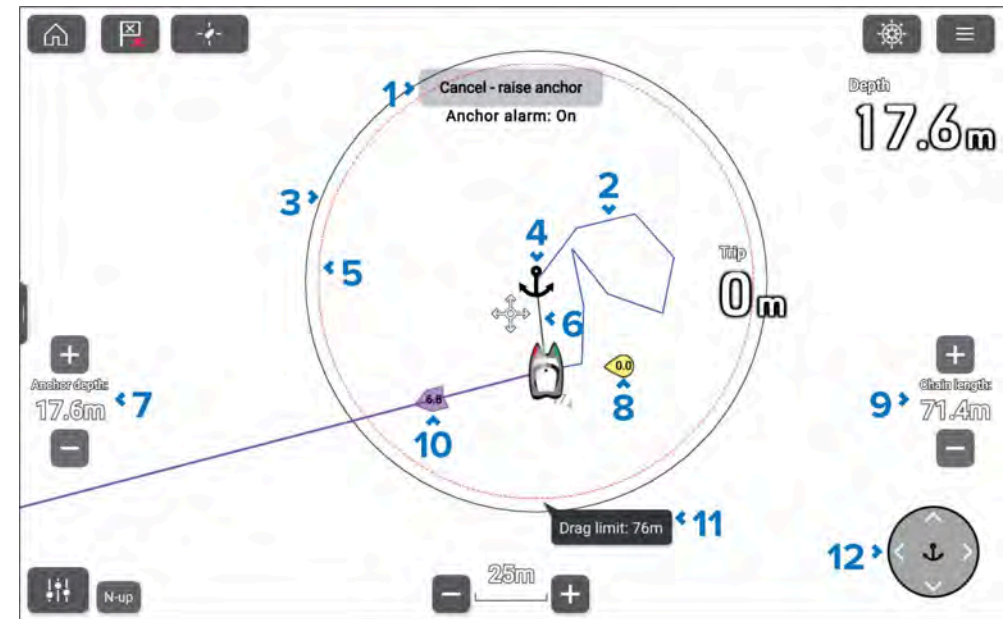 1
Cancel - raise anchor
Anchor alarm: On
Depth
17.6m
2
3
4
5
Trip
0m
6
Anchor depth:
17.6m
7
0.0
8
Chain length:
71.4m
9
6.8
10
Drag limit: 76m
11
12
25m
N-up